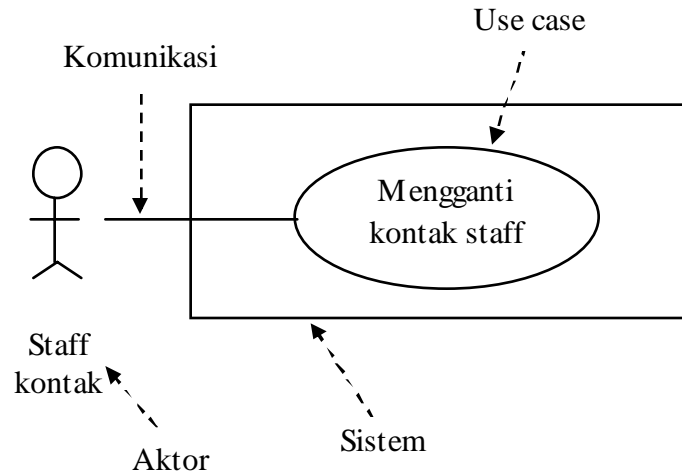 Use case
Komunikasi
Mengganti
kontak staff
Staff
kontak
Aktor
Sistem